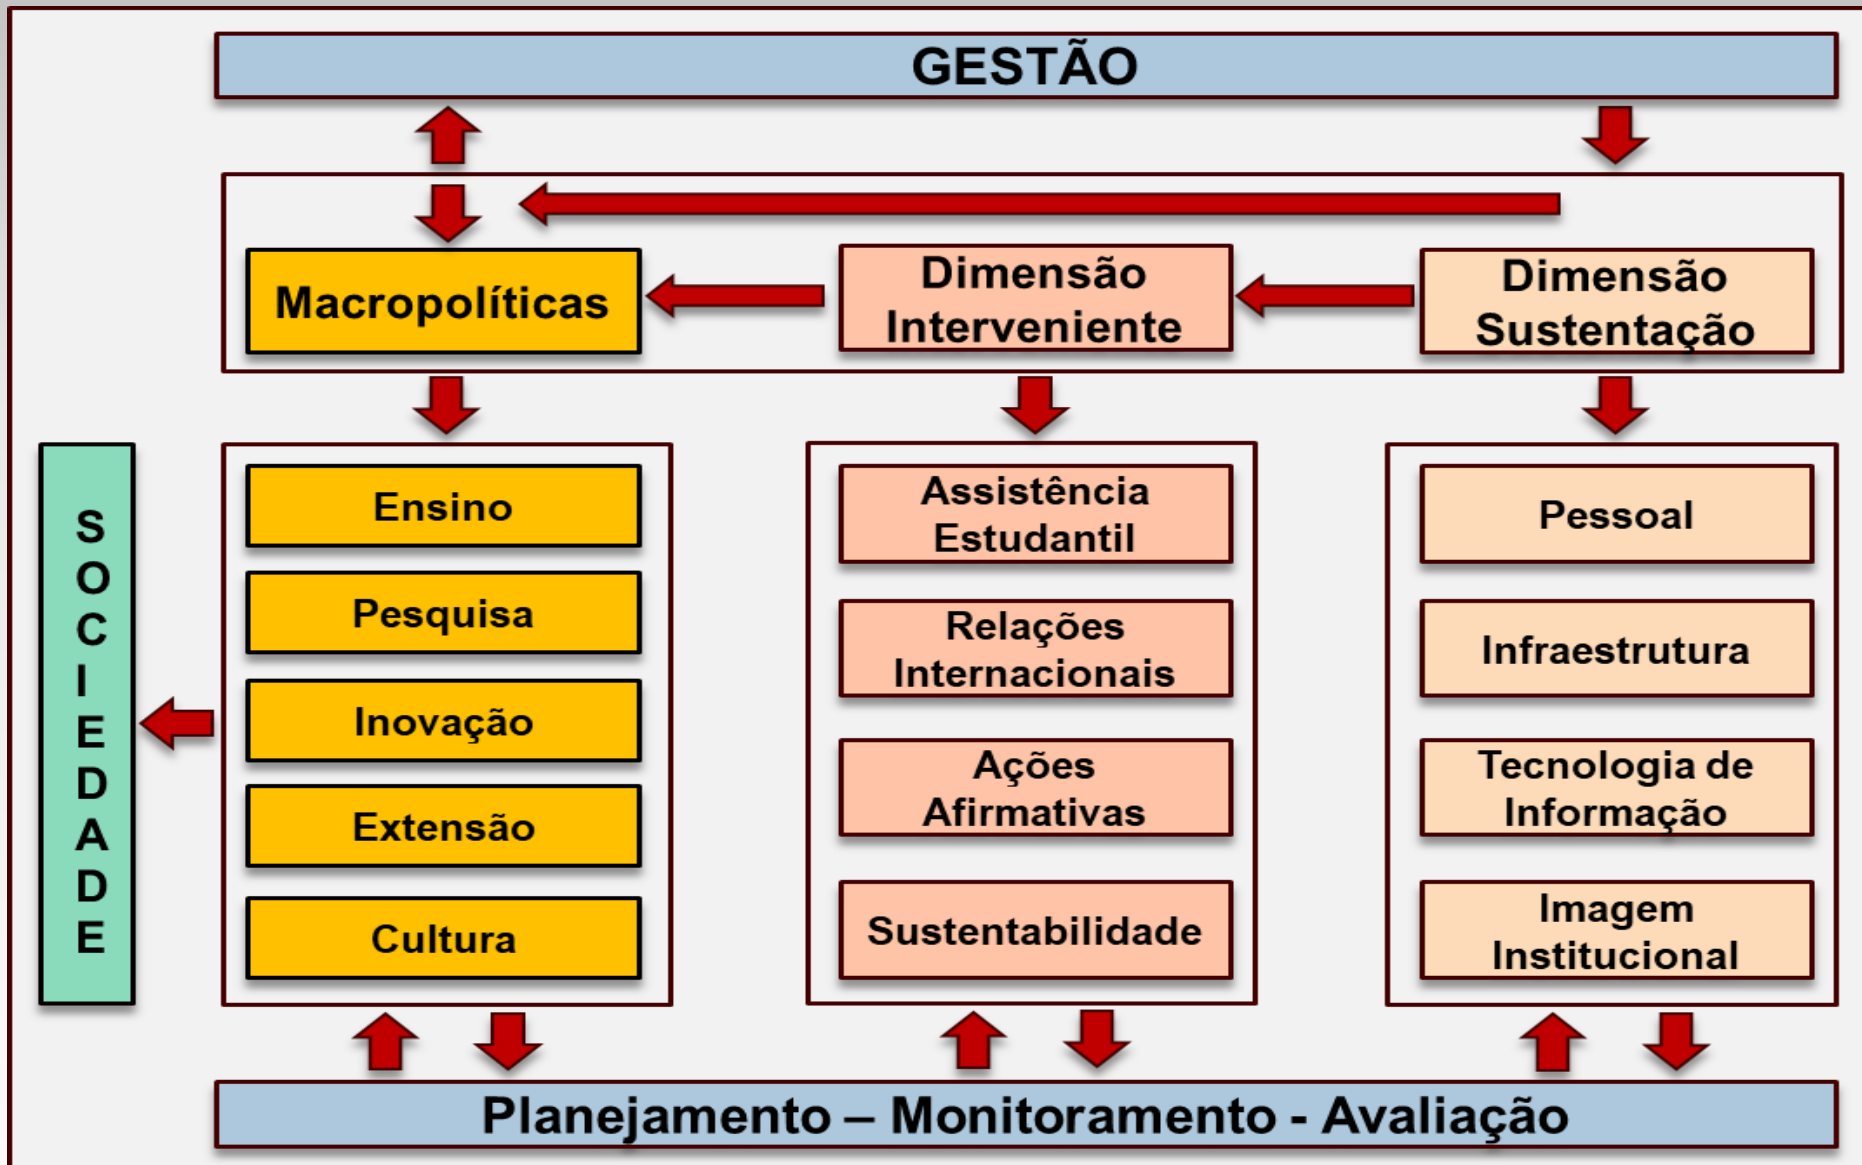 GESTÃO
Macropolíticas
Dimensão
Interveniente
Dimensão
Sustentação
SOCIEDADE
Ensino
Pesquisa
Inovação
Extensão
Cultura
Assistência
Estudantil
Relações
Internacionais
Ações
Afirmativas
Sustentabilidade
Pessoal
Infraestrutura
Tecnologia de
Informação
Imagem
Institucional
Planejamento – Monitoramento - Avaliação